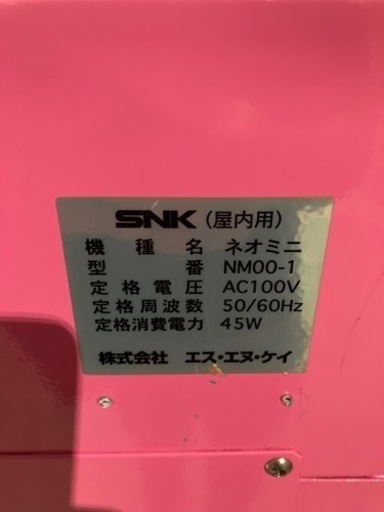 SNK (屋内用)
機種名 ネオミニ
型番 NM00-1
定格電圧 AC100V
定格周波数 50/60Hz
定格消費電力 45W
株式会社 エス・エヌ・ケイ